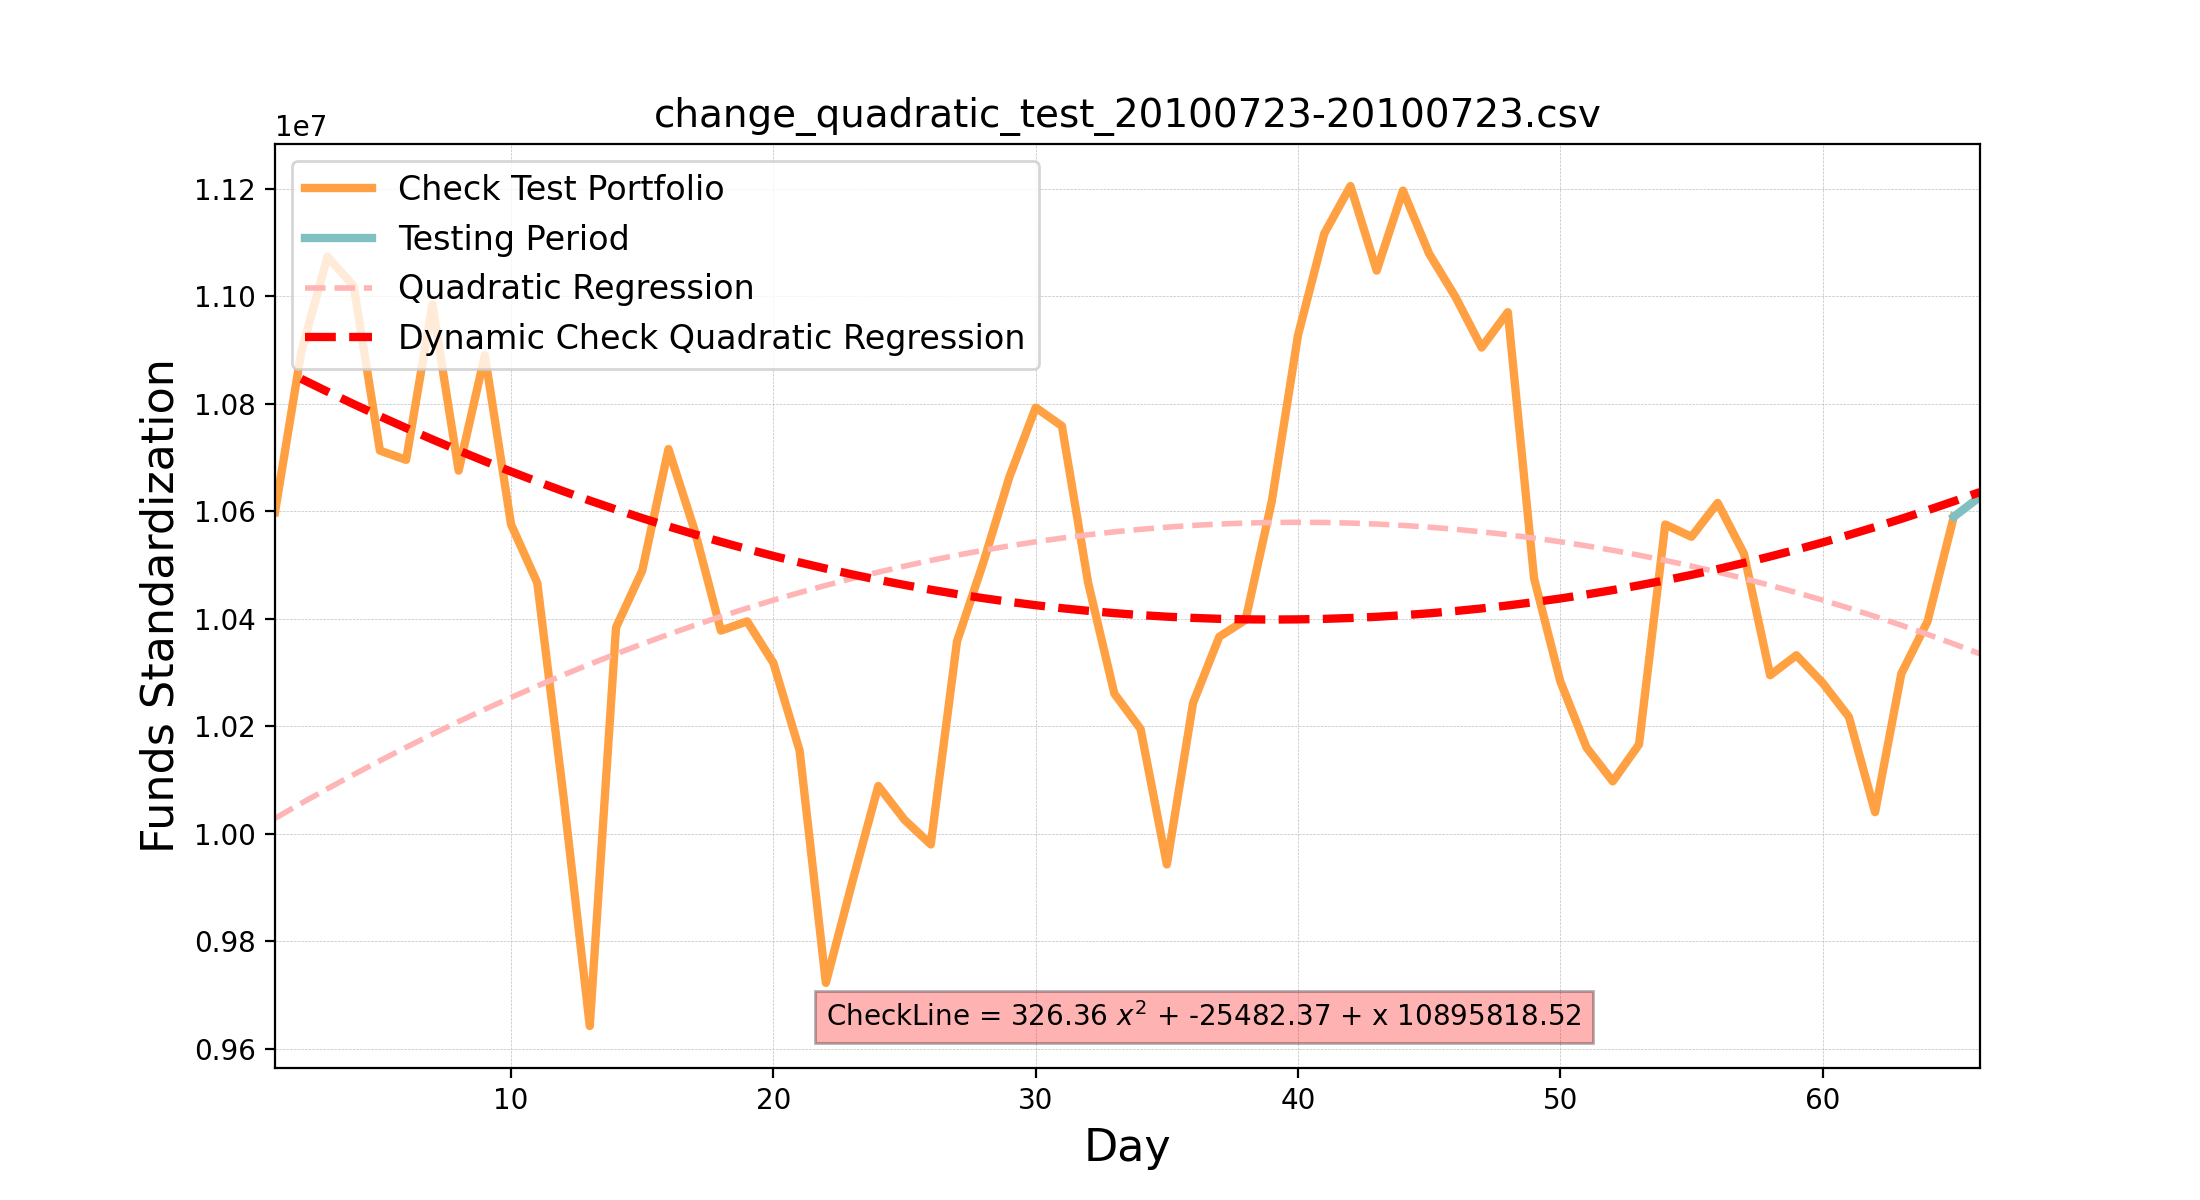 change_quadratic_test_20100723-20100723.csv
1e7
Check Test Portfolio
Testing Period
Quadratic Regression
Dynamic Check Quadratic Regression
1.12
1.10
1.08
1.06
1.04
1.02
1.00
0.98
0.96
Funds Standardization
CheckLine = 326.36 x² + -25482.37 + x 10895818.52
10 20 30 40 50 60
Day